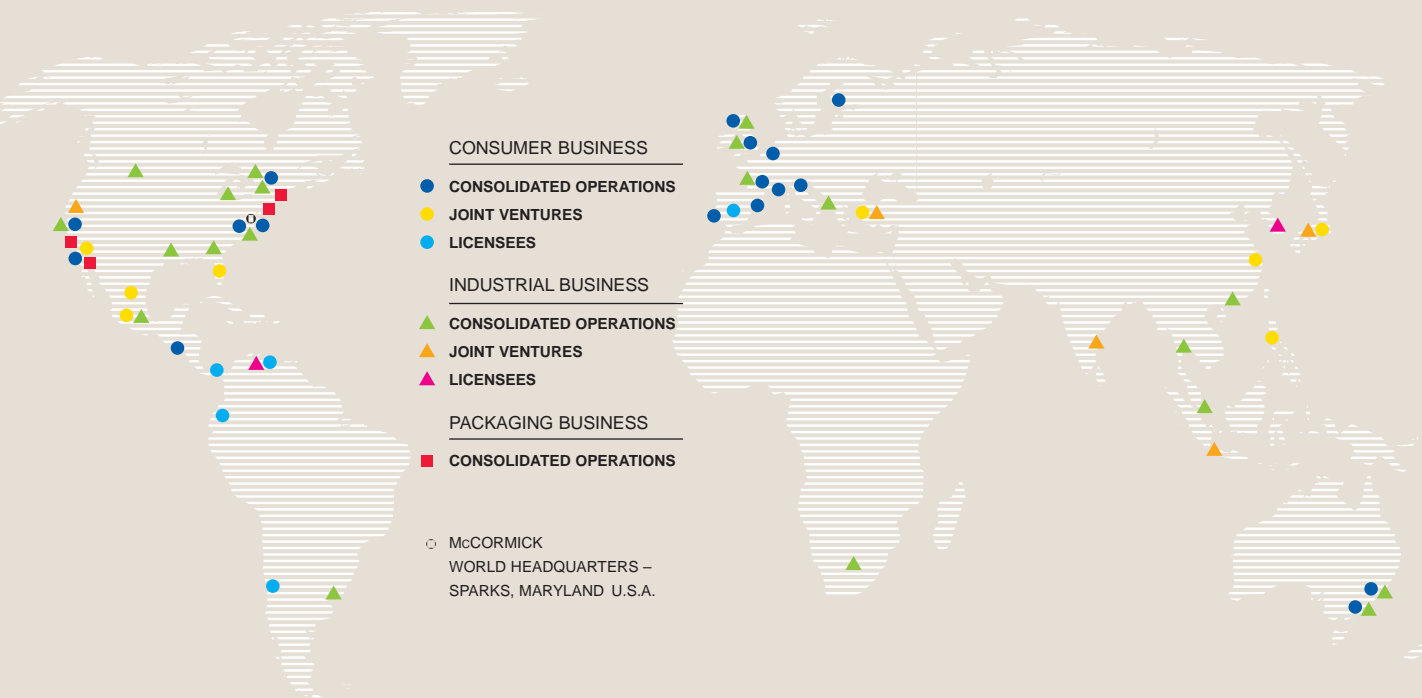 CONSUMER BUSINESS
CONSOLIDATED OPERATIONS
JOINT VENTURES
LICENSEES
INDUSTRIAL BUSINESS
CONSOLIDATED OPERATIONS
JOINT VENTURES
LICENSEES
PACKAGING BUSINESS
CONSOLIDATED OPERATIONS
McCORMICK
WORLD HEADQUARTERS –
SPARKS, MARYLAND U.S.A.